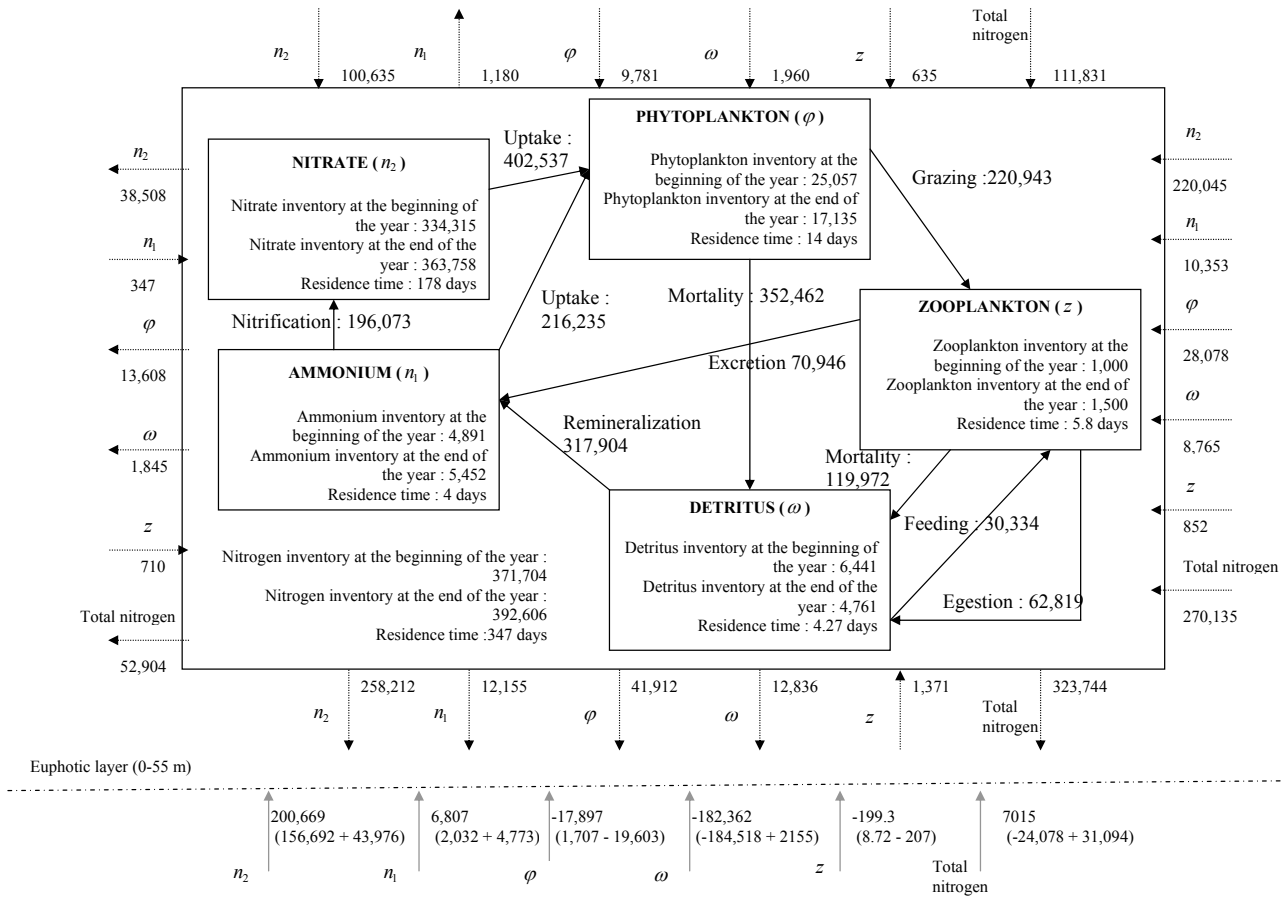 Total
nitrogen
n₂
n₁
φ
ω
z
100,635
1,180
9,781
1,960
635
111,831
PHYTOPLANKTON (φ)
Phytoplankton inventory at the
beginning of the year : 25,057
Phytoplankton inventory at the end of
the year : 17,135
Residence time : 14 days
Uptake :
402,537
NITRATE (n₂)
Nitrate inventory at the beginning of
the year : 334,315
Nitrate inventory at the end of the
year : 363,758
Residence time : 178 days
Grazing :220,943
n₂
38,508
n₁
347
φ
13,608
ω
1,845
z
710
Total nitrogen
52,904
n₂
220,045
n₁
10,353
φ
28,078
ω
8,765
z
852
Total nitrogen
270,135
Nitrification : 196,073
Uptake :
216,235
Mortality : 352,462
ZOOPLANKTON (z)
Zooplankton inventory at the
beginning of the year : 1,000
Zooplankton inventory at the end of
the year : 1,500
Residence time : 5.8 days
Excretion 70,946
AMMONIUM (n₁)
Ammonium inventory at the
beginning of the year : 4,891
Ammonium inventory at the end of
the year : 5,452
Residence time : 4 days
Remineralization
317,904
Mortality :
119,972
Feeding : 30,334
Egestion : 62,819
DETRITUS (ω)
Detritus inventory at the beginning of
the year : 6,441
Detritus inventory at the end of the
year : 4,761
Residence time : 4.27 days
Nitrogen inventory at the beginning of the year :
371,704
Nitrogen inventory at the end of the year :
392,606
Residence time :347 days
258,212
12,155
41,912
12,836
1,371
323,744
n₂
n₁
φ
ω
z
Total
nitrogen
Euphotic layer (0-55 m)
200,669
(156,692 + 43,976)
6,807
(2,032 + 4,773)
-17,897
(1,707 - 19,603)
-182,362
(-184,518 + 2155)
-199.3
(8.72 - 207)
7015
(-24,078 + 31,094)
n₂
n₁
φ
ω
z
Total
nitrogen